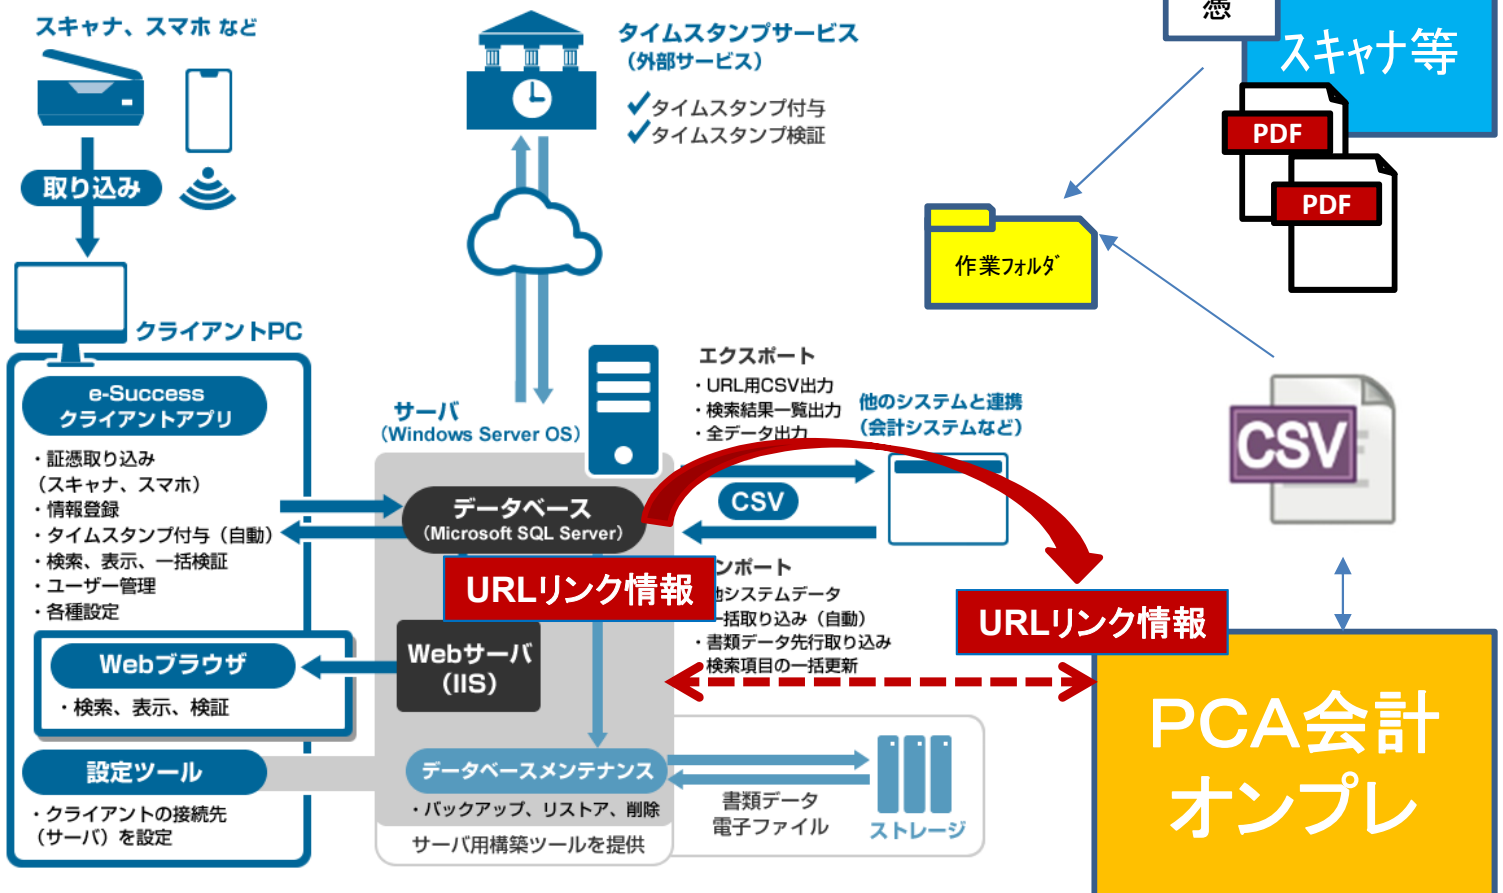 スキャナ、スマホ など
取り込み
クライアントPC
e-Success
クライアントアプリ
・証憑取り込み
（スキャナ、スマホ）
・情報登録
・タイムスタンプ付与（自動）
・検索、表示、一括検証
・ユーザー管理
・各種設定
Webブラウザ
・検索、表示、検証
設定ツール
・クライアントの接続先
（サーバ）を設定
タイムスタンプサービス
（外部サービス）
タイムスタンプ付与
タイムスタンプ検証
サーバ
（Windows Server OS）
データベース
（Microsoft SQL Server）
URLリンク情報
Webサーバ
（IIS）
データベースメンテナンス
・バックアップ、リストア、削除
サーバ用構築ツールを提供
エクスポート
・URL用CSV出力
・検索結果一覧出力
・全データ出力
他のシステムと連携
（会計システムなど）
CSV
ンポート
他システムデータ
一括取り込み（自動）
・書類データ先行取り込み
・検索項目の一括更新
書類データ
電子ファイル
ストレージ
憑
スキャナ等
PDF
PDF
作業フォルダ
CSV
URLリンク情報
PCA会計
オンプレ